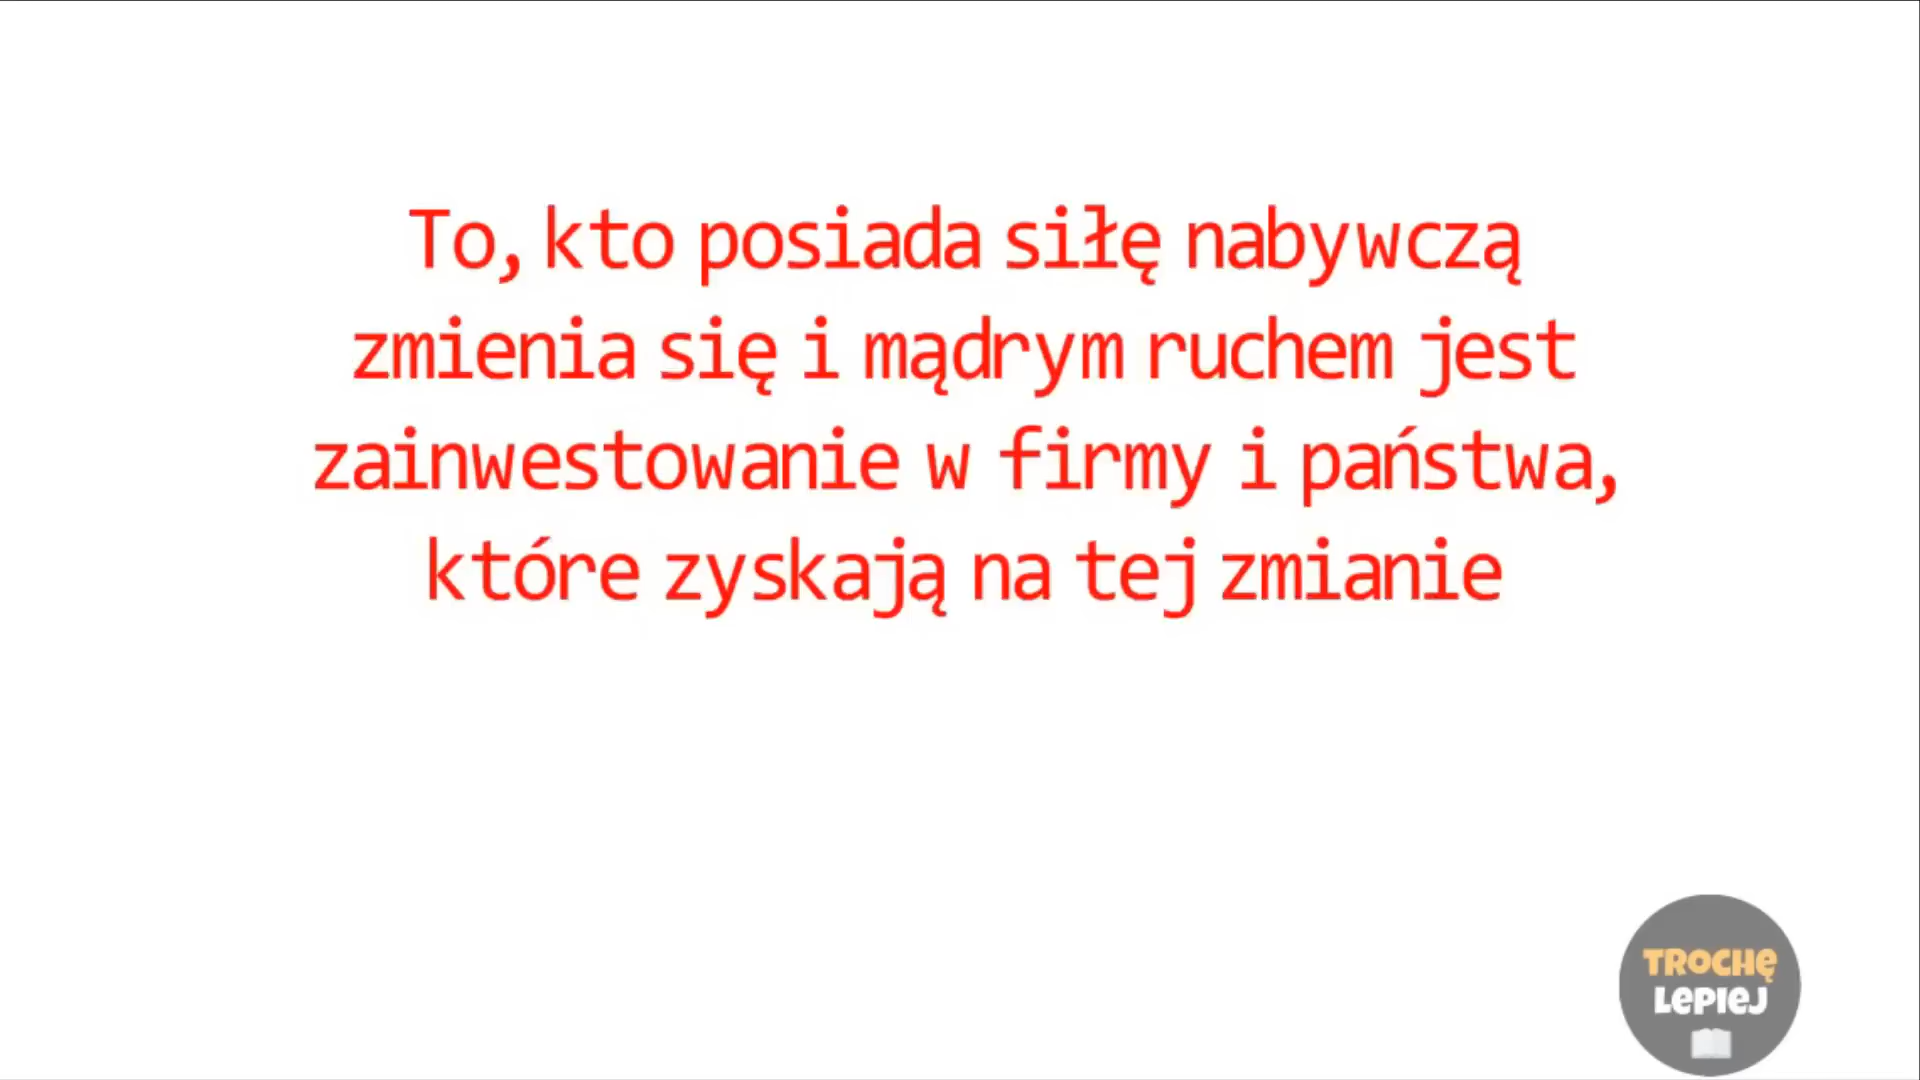 To, kto posiada siłę nabywczą
zmienia się i mądrym ruchem jest
zainwestowanie w firmy i państwa,
które zyskają na tej zmianie
TROCHĘ
LEPIEJ